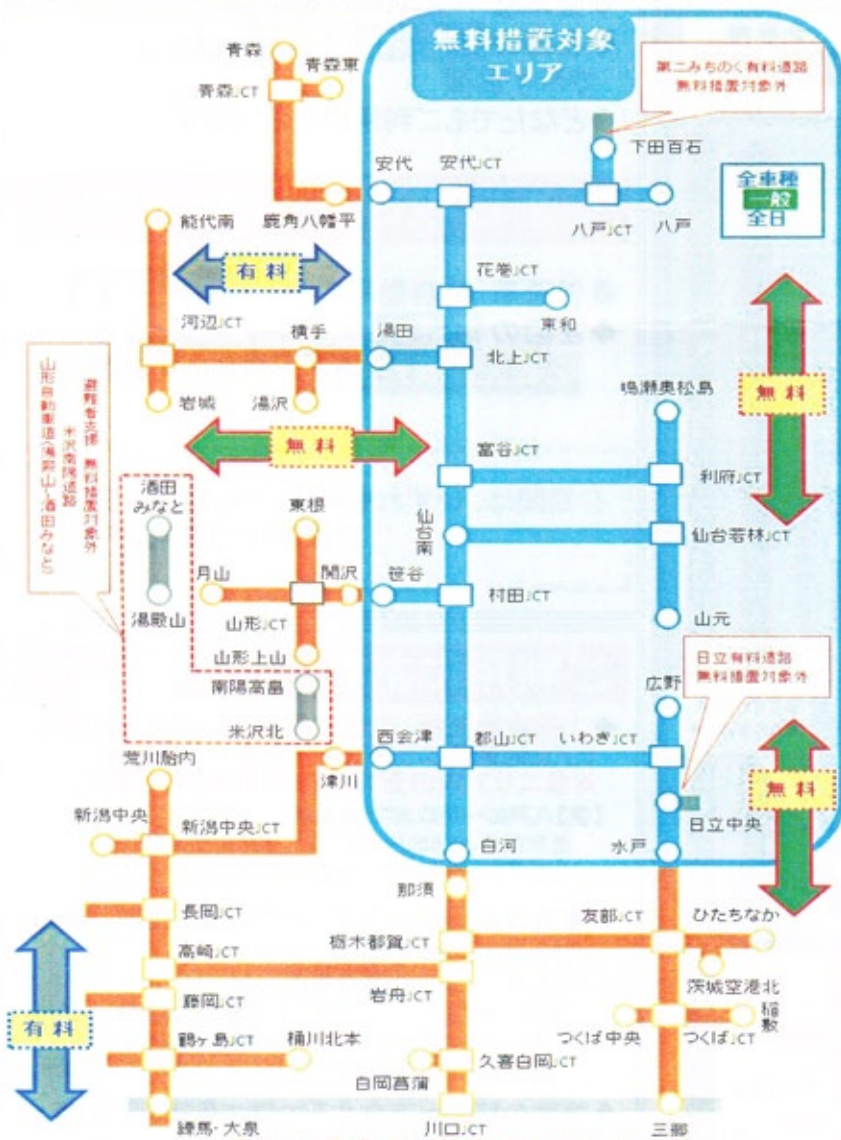 無料措置対象
エリア
第二みちのく有料道路
無料措置対象外
全車種
一般
全日
青森
青森東
青森JCT
下田百石
安代
安代JCT
鹿角八幡平
八戸JCT
八戸
能代南
有料
花巻JCT
東和
河辺JCT
横手
湯田
北上JCT
岩城
湯沢
鳴瀬奥松島
無料
無料
富谷JCT
利府JCT
避難者支援 無料措置対象外
米沢南陽道路
山形自動車道(湯殿山~酒田みなと)
酒田
みなと
東根
仙台南
仙台若林JCT
月山
関沢
笹谷
湯殿山
山形JCT
村田JCT
山元
山形上山
日立有料道路
無料措置対象外
南陽高畠
広野
米沢北
西会津
郡山JCT
いわきJCT
荒川胎内
津川
無料
新潟中央
新潟中央JCT
日立中央
白河
水戸
那須
長岡JCT
友部JCT
ひたちなか
栃木都賀JCT
高崎JCT
岩舟JCT
茨城空港北
藤岡JCT
稲敷
有料
つくば中央
つくばJCT
鶴ヶ島JCT
桶川北本
久喜白岡JCT
白岡菖蒲
練馬・大泉
川口JCT
三郷